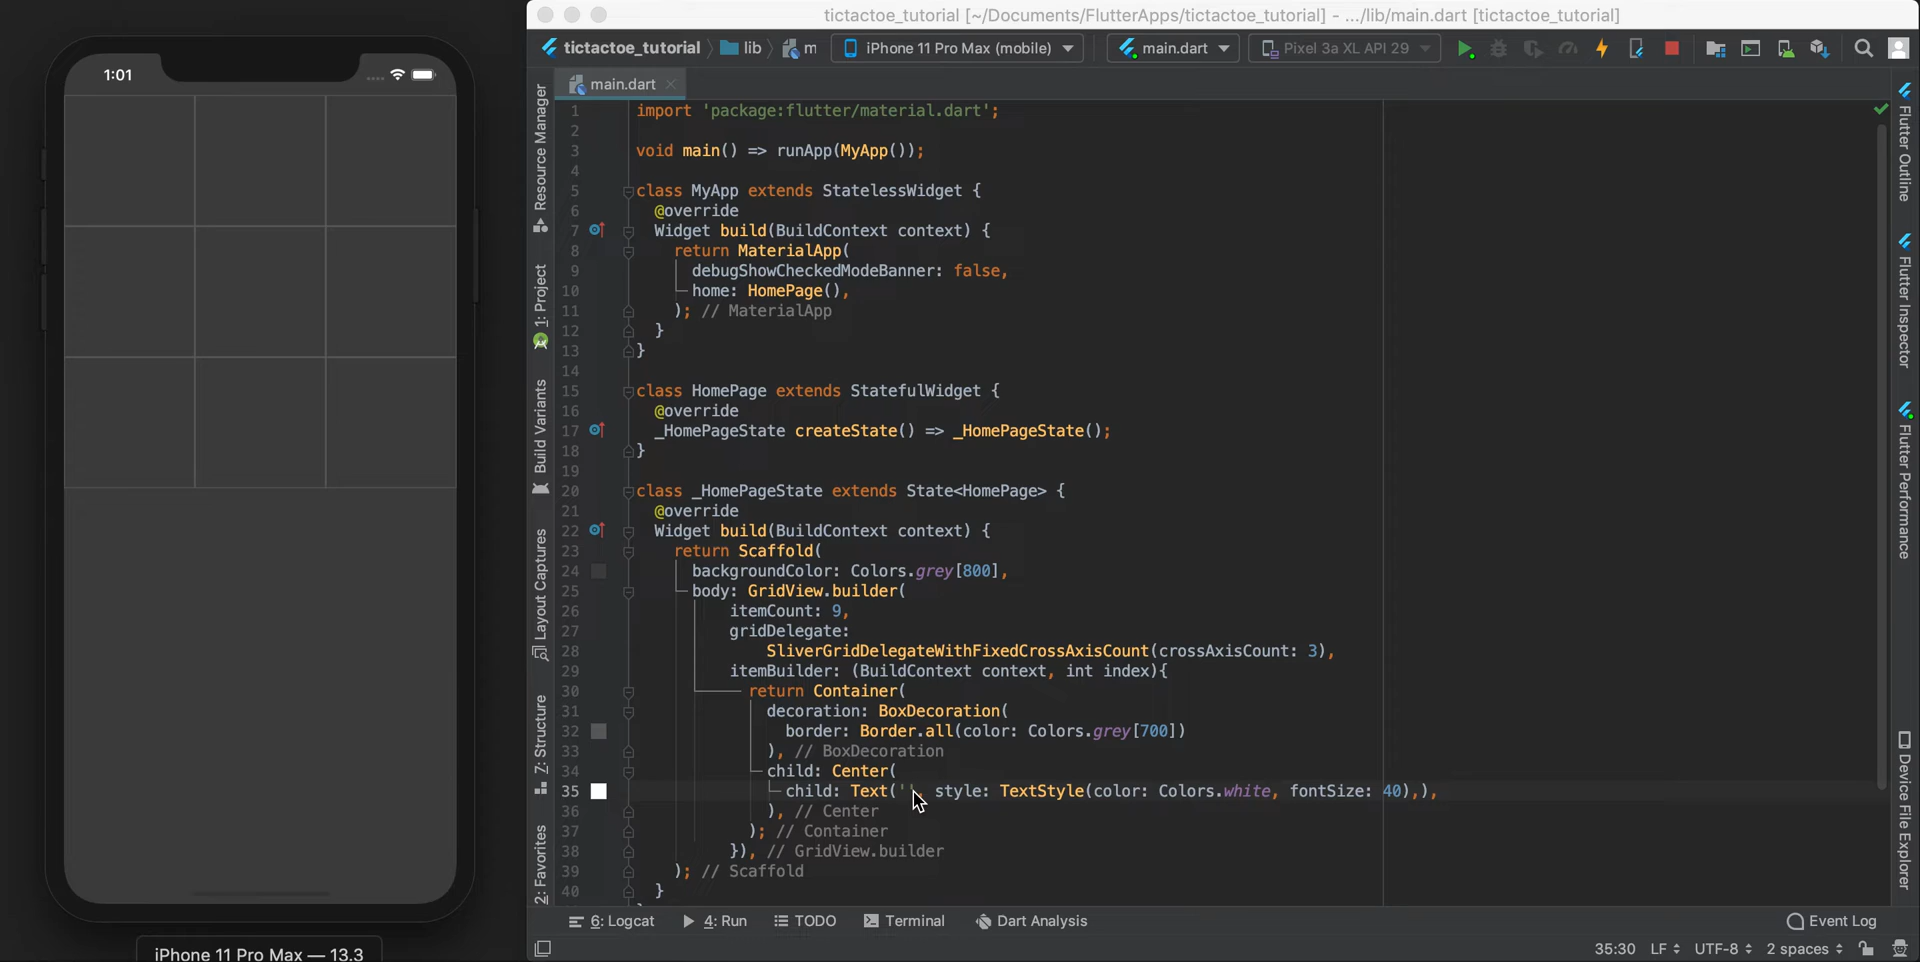 tictactoe_tutorial [~/Documents/FlutterApps/tictactoe_tutorial] - .../lib/main.dart [tictactoe_tutorial]
tictactoe_tutorial lib m iPhone 11 Pro Max (mobile) main.dart Pixel 3a XL API 29
1:01
main.dart
1 import 'package:flutter/material.dart';
2
3 void main() => runApp(MyApp());
4
5 class MyApp extends StatelessWidget {
6 @override
7 Widget build(BuildContext context) {
8 return MaterialApp(
9 debugShowCheckedModeBanner: false,
10 home: HomePage(),
11 ); // MaterialApp
12 }
13 }
14
15 class HomePage extends StatefulWidget {
16 @override
17 _HomePageState createState() => _HomePageState();
18 }
19
20 class _HomePageState extends State<HomePage> {
21 @override
22 Widget build(BuildContext context) {
23 return Scaffold(
24 backgroundColor: Colors.grey[800],
25 body: GridView.builder(
26 itemCount: 9,
27 gridDelegate:
28 SliverGridDelegateWithFixedCrossAxisCount(crossAxisCount: 3),
29 itemBuilder: (BuildContext context, int index){
30 return Container(
31 decoration: BoxDecoration(
32 border: Border.all(color: Colors.grey[700])
33 ), // BoxDecoration
34 child: Center(
35 child: Text('' style: TextStyle(color: Colors.white, fontSize: 40),),
36 ), // Center
37 ); // Container
38 }), // GridView.builder
39 ); // Scaffold
40 }
Resource Manager
1: Project
Build Variants
Layout Captures
7: Structure
2: Favorites
Flutter Outline
Flutter Inspector
Flutter Performance
Device File Explorer
6: Logcat 4: Run TODO Terminal Dart Analysis Event Log
35:30 LF UTF-8 2 spaces
iPhone 11 Pro Max — 13.3